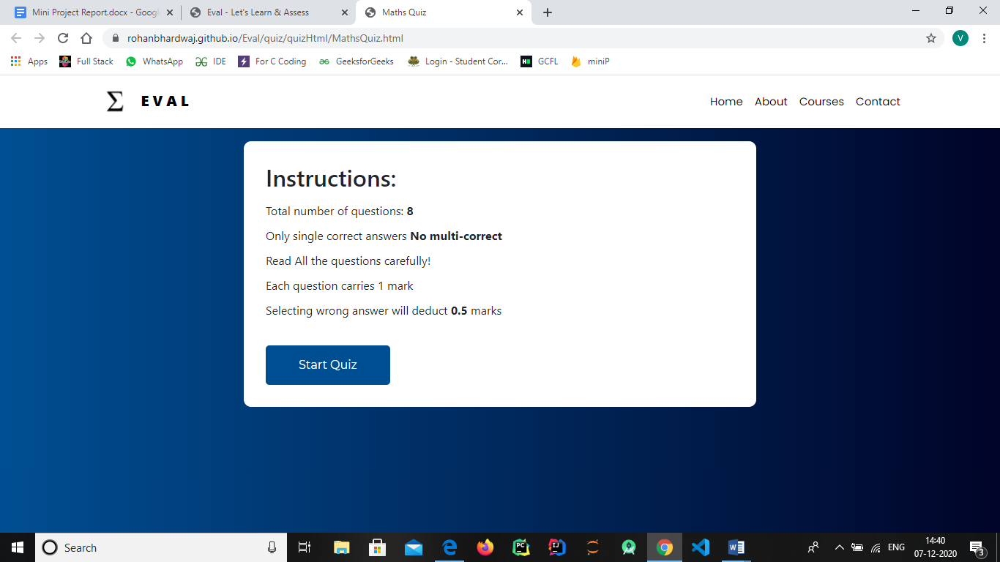 Mini Project Report.docx - Googl
Eval - Let's Learn & Assess
Maths Quiz
rohanbhardwaj.github.io/Eval/quiz/quizHtml/MathsQuiz.html
V
Apps
Full Stack
WhatsApp
IDE
For C Coding
GeeksforGeeks
Login - Student Cor...
GCFL
miniP
Σ EVAL
Home About Courses Contact
Instructions:
Total number of questions: 8
Only single correct answers No multi-correct
Read All the questions carefully!
Each question carries 1 mark
Selecting wrong answer will deduct 0.5 marks
Start Quiz
Search
ENG
14:40
07-12-2020
3